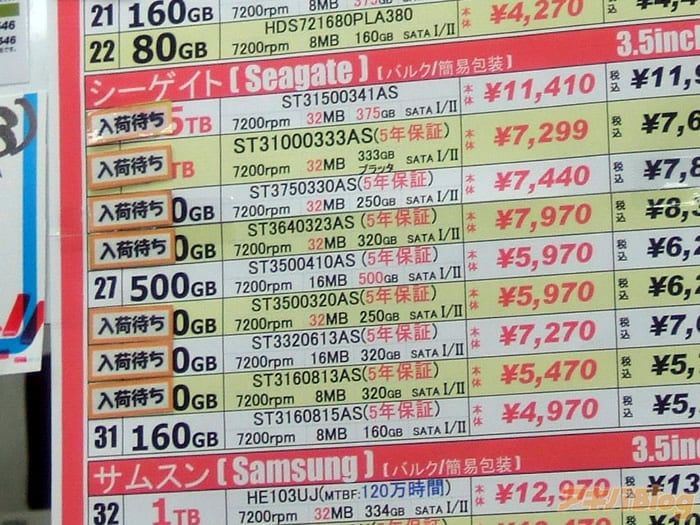 21 160GB 7200rpm 8MB 375GB SATA I/II ¥4,270
22 80GB HDS721680PLA380
7200rpm 8MB 160GB SATA I/II
シーゲイト(Seagate) [バルク/簡易包装] 3.5inc
入荷待ち 5TB ST31500341AS
7200rpm 32MB 375GB SATA I/II 本体 ¥11,410 税込 ¥11,9
入荷待ち TB ST31000333AS(5年保証)
7200rpm 32MB 333GB プラッタ SATA I/II 本体 ¥7,299 税込 ¥7,6
入荷待ち 0GB ST3750330AS(5年保証)
7200rpm 32MB 250GB SATA I/II 本体 ¥7,440 税込 ¥7,8
入荷待ち 0GB ST3640323AS(5年保証)
7200rpm 32MB 320GB SATA I/II 本体 ¥7,970 税込 ¥8,
27 500GB ST3500410AS(5年保証)
7200rpm 16MB 500GB SATA I/II 本体 ¥5,970 税込 ¥6,2
入荷待ち 0GB ST3500320AS(5年保証)
7200rpm 32MB 250GB SATA I/II 本体 ¥5,970 税込 ¥6,2
入荷待ち 0GB ST3320613AS(5年保証)
7200rpm 16MB 320GB SATA I/II 本体 ¥7,270 税込 ¥7,6
入荷待ち 0GB ST3160813AS(5年保証)
7200rpm 8MB 320GB SATA I/II 本体 ¥5,470 税込 ¥5,
31 160GB ST3160815AS(5年保証)
7200rpm 8MB 160GB SATA I/II 本体 ¥4,970 税込 ¥5,
サムスン(Samsung) [バルク/簡易包装] 3.5inc
32 1TB HE103UJ(MTBF:120万時間)
7200rpm 32MB 334GB SATA I/II 本体 ¥12,970 税込 ¥13